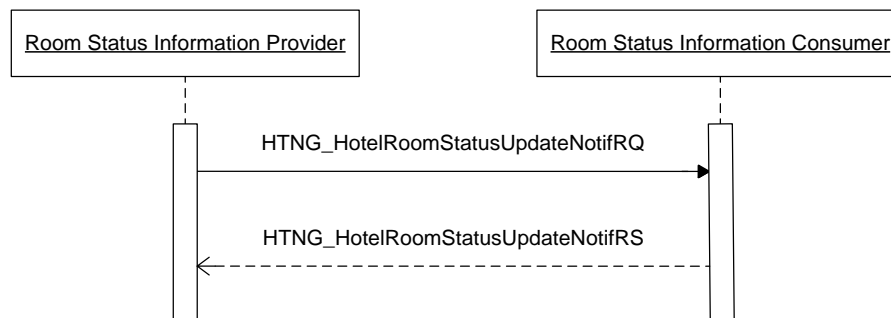 Room Status Information Provider
Room Status Information Consumer
HTNG_HotelRoomStatusUpdateNotifRQ
HTNG_HotelRoomStatusUpdateNotifRS